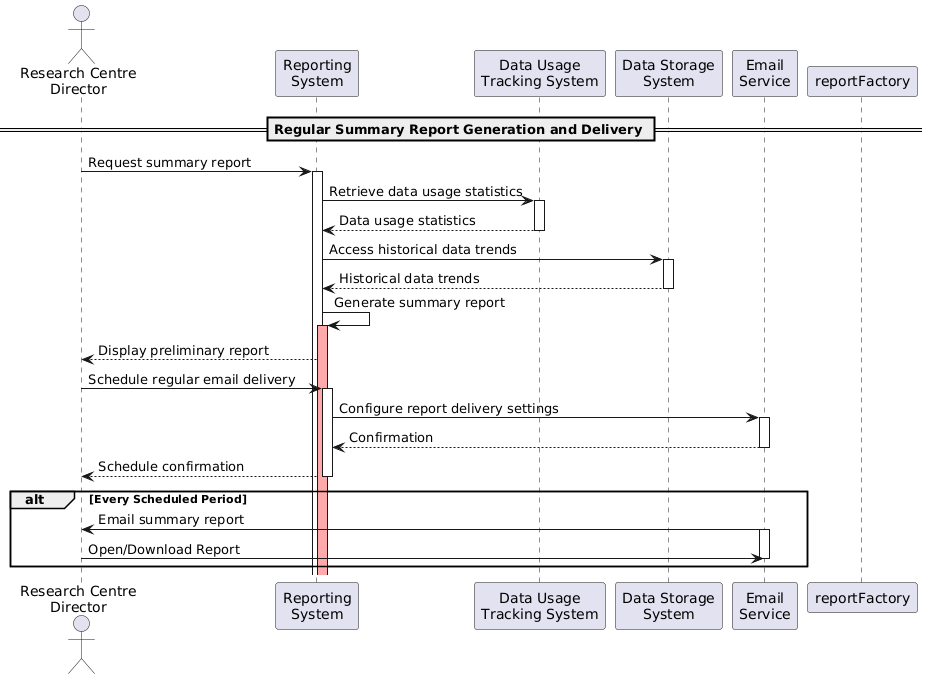 Research Centre
Director
Reporting
System
Data Usage
Tracking System
Data Storage
System
Email
Service
reportFactory
Regular Summary Report Generation and Delivery
Request summary report
Retrieve data usage statistics
Data usage statistics
Access historical data trends
Historical data trends
Generate summary report
Display preliminary report
Schedule regular email delivery
Configure report delivery settings
Confirmation
Schedule confirmation
alt [Every Scheduled Period]
Email summary report
Open/Download Report
Research Centre
Director
Reporting
System
Data Usage
Tracking System
Data Storage
System
Email
Service
reportFactory